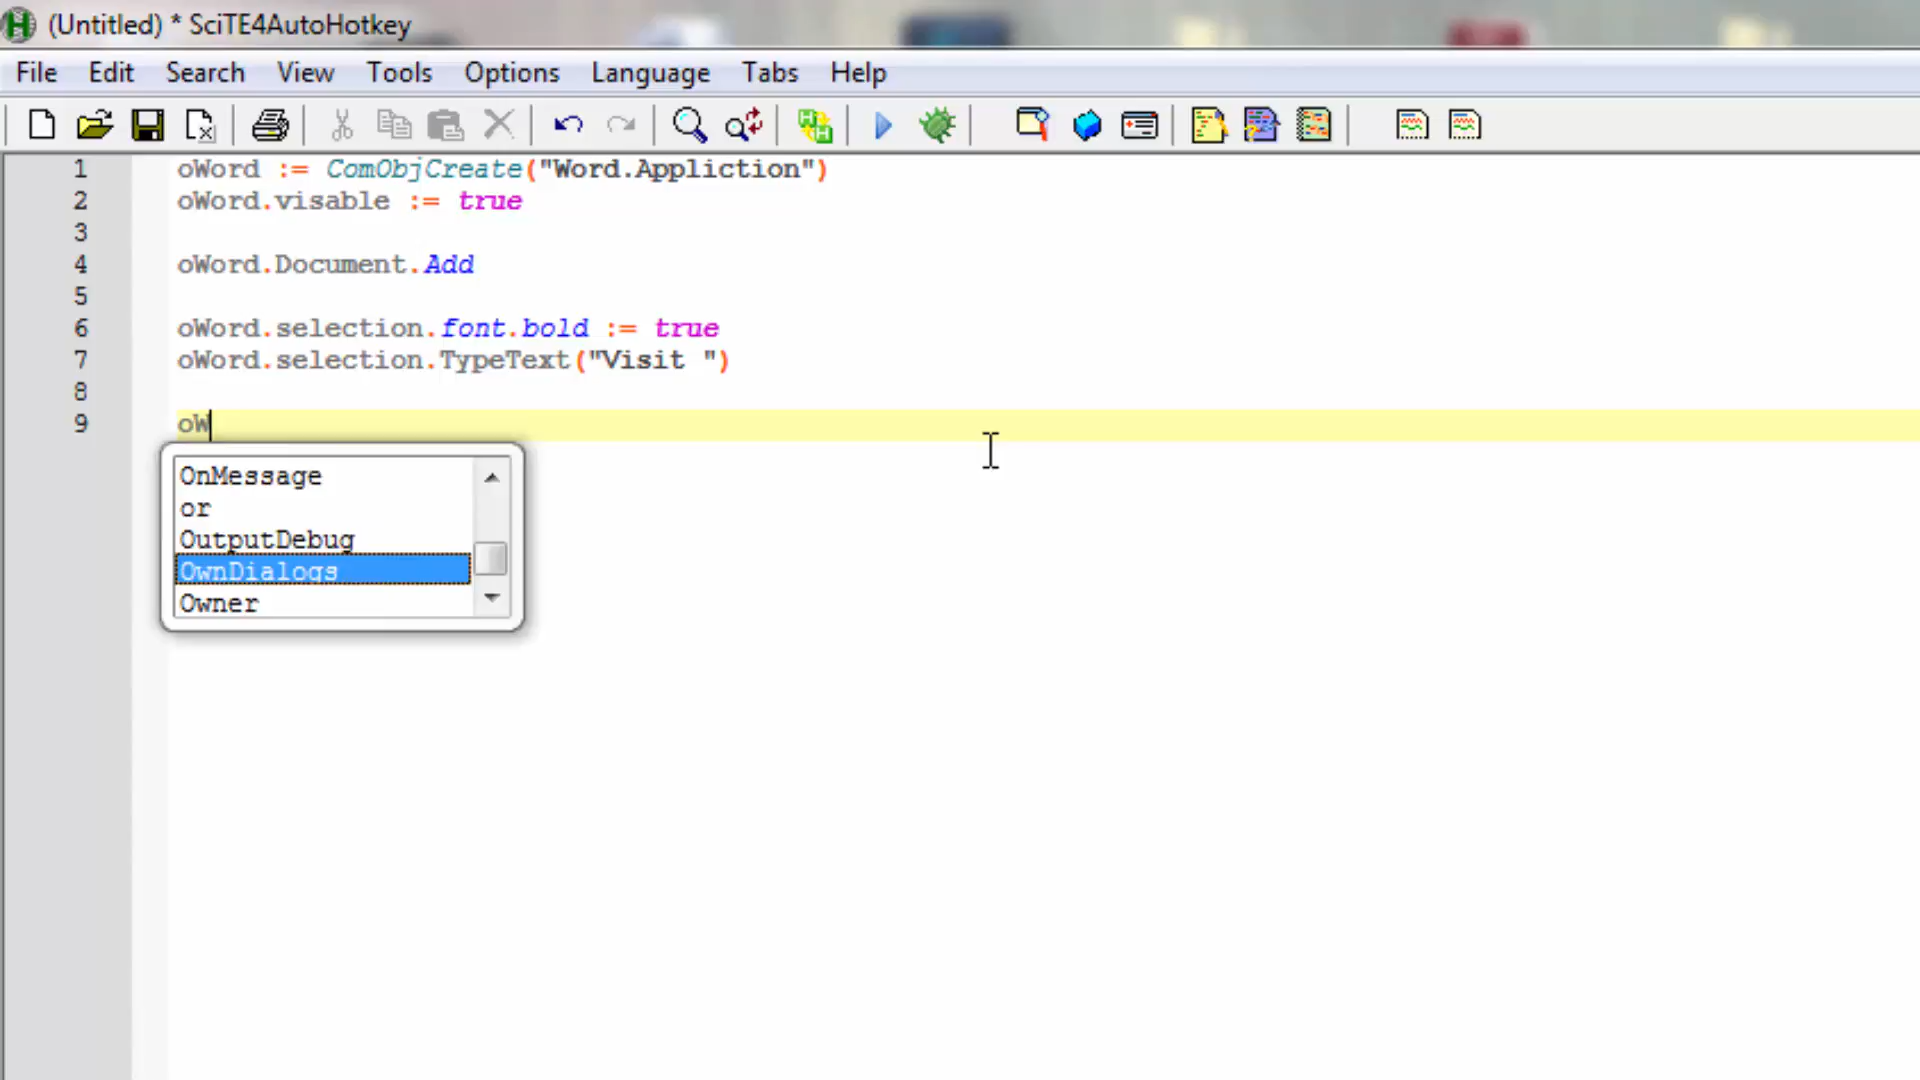 (Untitled) * SciTE4AutoHotkey
File Edit Search View Tools Options Language Tabs Help
1 oWord := ComObjCreate("Word.Appliction")
2 oWord.visable := true
3
4 oWord.Document.Add
5
6 oWord.selection.font.bold := true
7 oWord.selection.TypeText("Visit ")
8
9 oW
OnMessage
or
OutputDebug
OwnDialogs
Owner